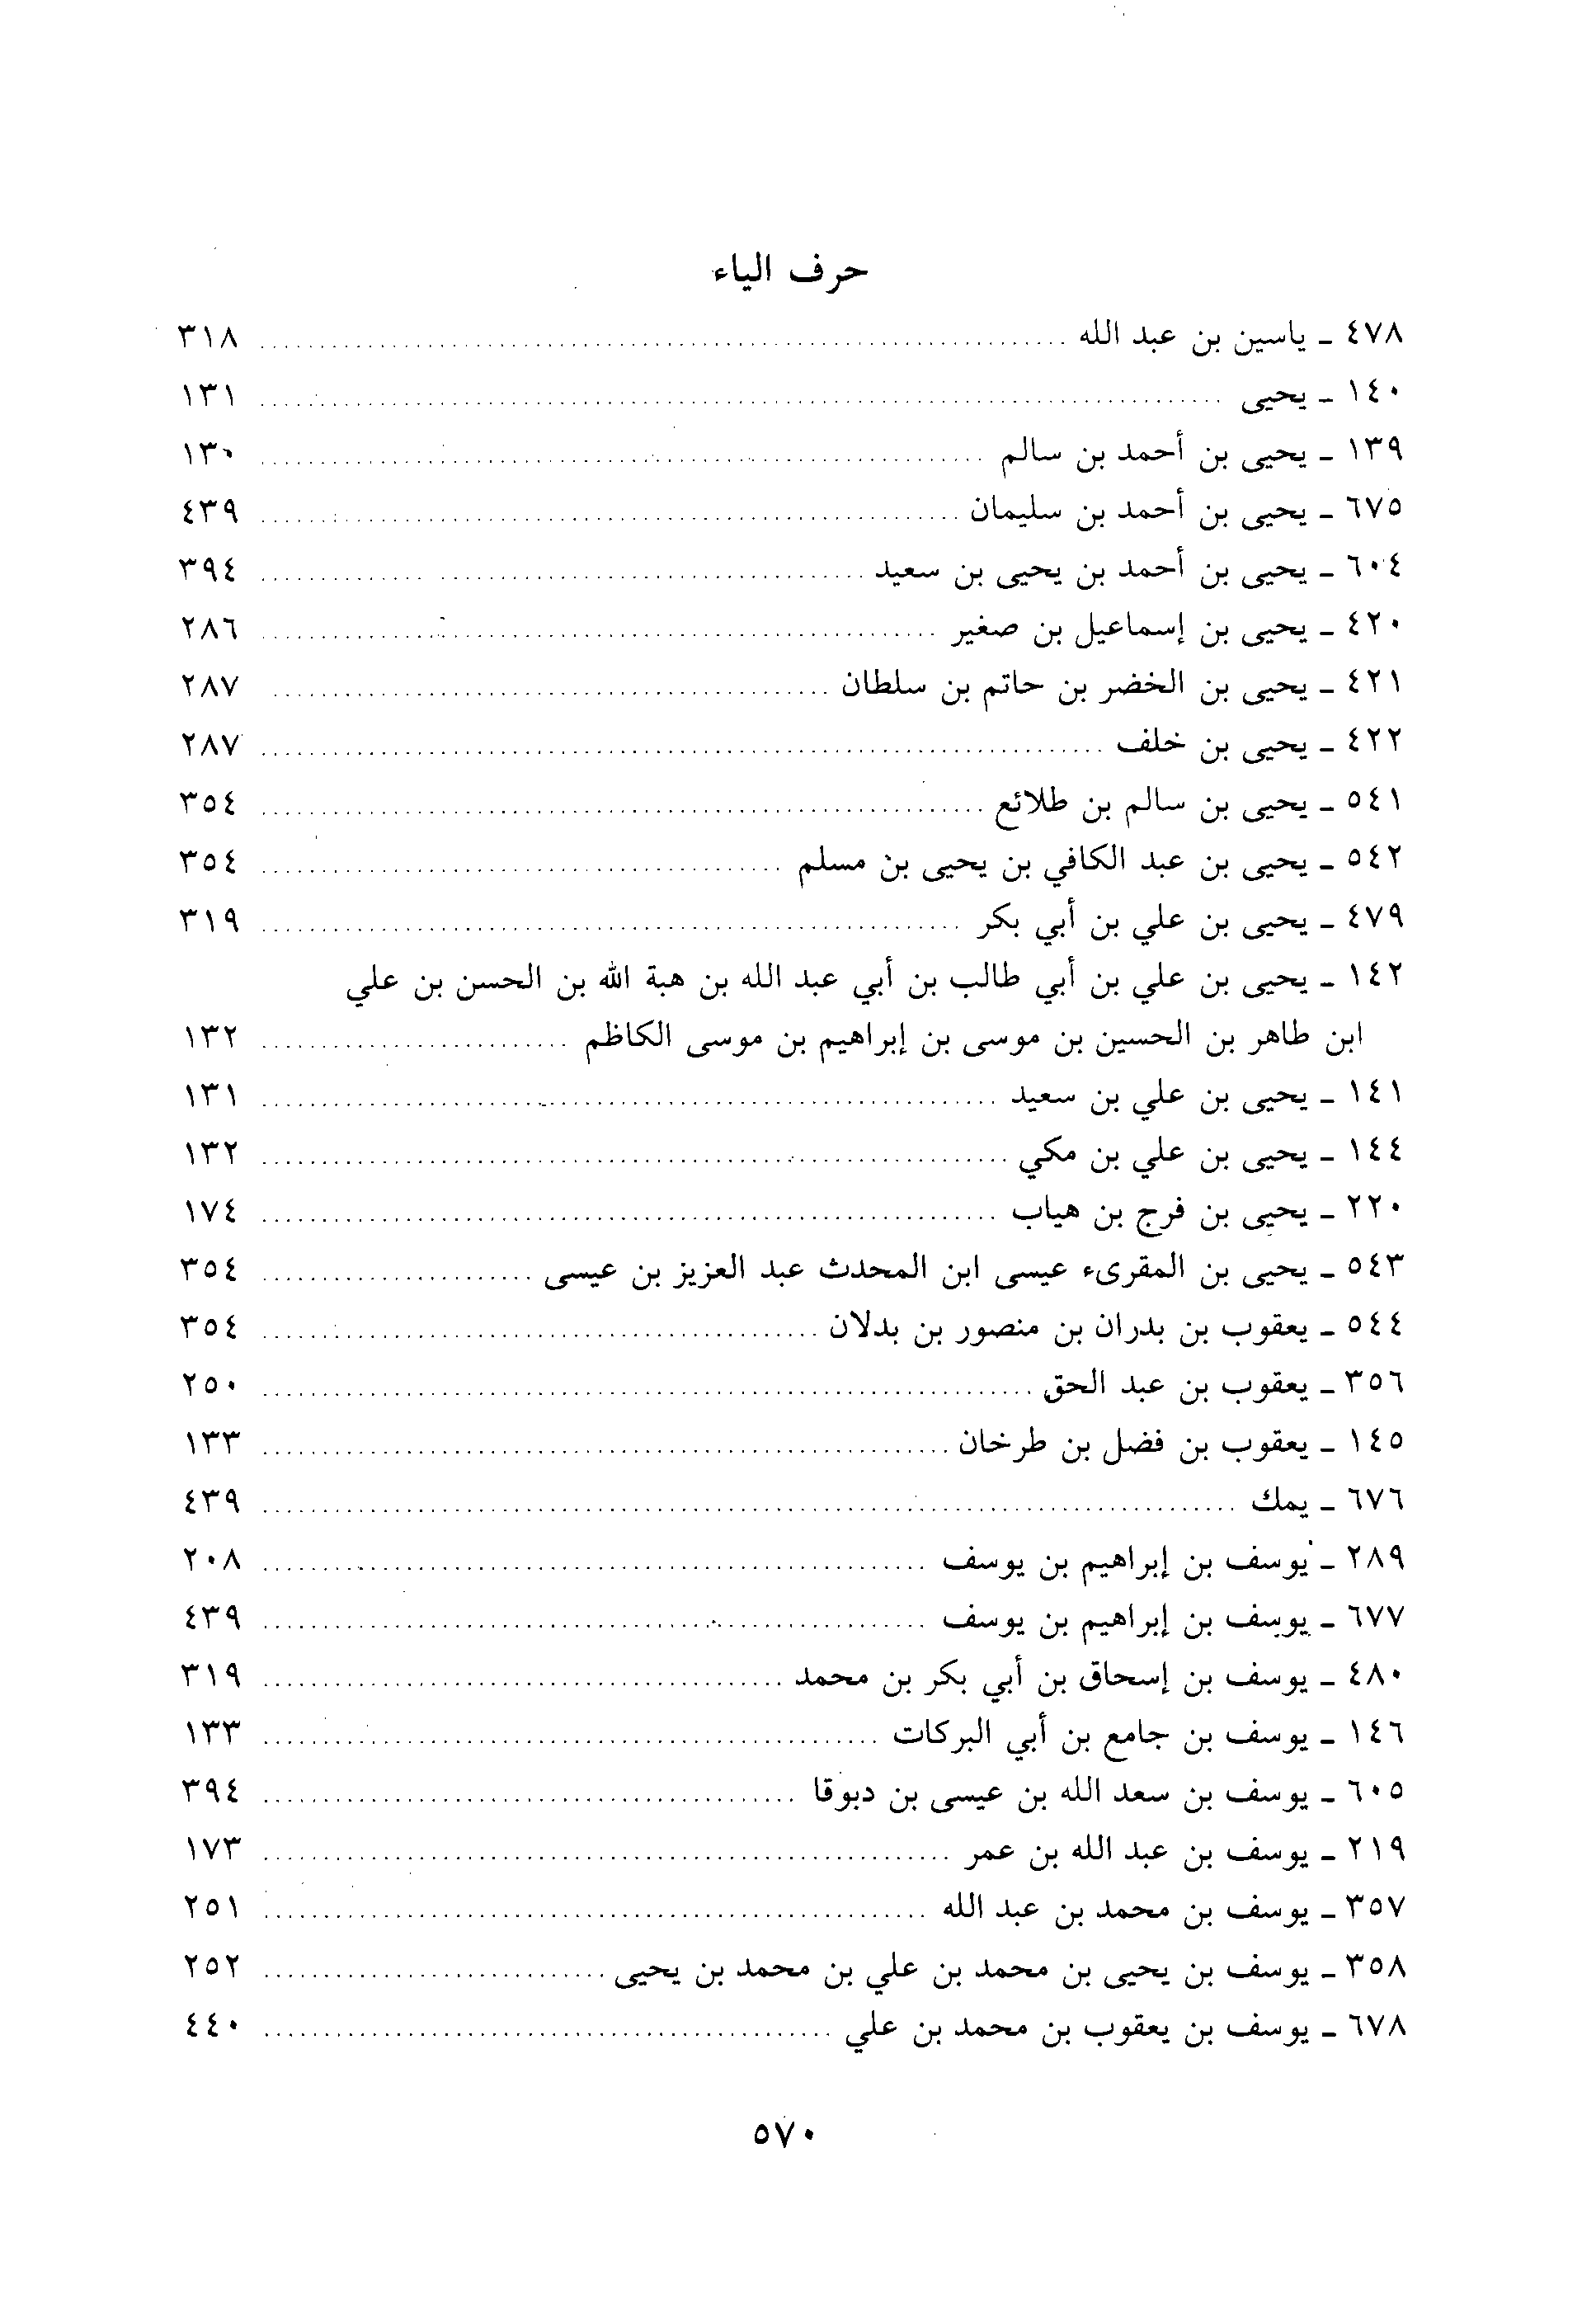 حرف الياء
٤٧٨ ـ ياسين بن عبد الله ..... ٣١٨
١٤٠ ـ يحيى ..... ١٣١
١٣٩ ـ يحيى بن أحمد بن سالم ..... ١٣٠
٦٧٥ ـ يحيى بن أحمد بن سليمان ..... ٤٣٩
٦٠٤ ـ يحيى بن أحمد بن يحيى بن سعيد ..... ٣٩٤
٤٢٠ ـ يحيى بن إسماعيل بن صغير ..... ٢٨٦
٤٢١ ـ يحيى بن الخضر بن حاتم بن سلطان ..... ٢٨٧
٤٢٢ ـ يحيى بن خلف ..... ٢٨٧
٥٤١ ـ يحيى بن سالم بن طلائع ..... ٣٥٤
٥٤٢ ـ يحيى بن عبد الكافي بن يحيى بن مسلم ..... ٣٥٤
٤٧٩ ـ يحيى بن علي بن أبي بكر ..... ٣١٩
١٤٢ ـ يحيى بن علي بن أبي طالب بن أبي عبد الله بن هبة الله بن الحسن بن علي
ابن طاهر بن الحسين بن موسى بن إبراهيم بن موسى الكاظم ..... ١٣٢
١٤١ ـ يحيى بن علي بن سعيد ..... ١٣١
١٤٤ ـ يحيى بن علي بن مكي ..... ١٣٢
٢٢٠ ـ يحيى بن فرج بن هياب ..... ١٧٤
٥٤٣ ـ يحيى بن المقرىء عيسى ابن المحدث عبد العزيز بن عيسى ..... ٣٥٤
٥٤٤ ـ يعقوب بن بدران بن منصور بن بدلان ..... ٣٥٤
٣٥٦ ـ يعقوب بن عبد الحق ..... ٢٥٠
١٤٥ ـ يعقوب بن فضل بن طرخان ..... ١٣٣
٦٧٦ ـ يمك ..... ٤٣٩
٢٨٩ ـ يوسف بن إبراهيم بن يوسف ..... ٢٠٨
٦٧٧ ـ يوسف بن إبراهيم بن يوسف ..... ٤٣٩
٤٨٠ ـ يوسف بن إسحاق بن أبي بكر بن محمد ..... ٣١٩
١٤٦ ـ يوسف بن جامع بن أبي البركات ..... ١٣٣
٦٠٥ ـ يوسف بن سعد الله بن عيسى بن دبوقا ..... ٣٩٤
٢١٩ ـ يوسف بن عبد الله بن عمر ..... ١٧٣
٣٥٧ ـ يوسف بن محمد بن عبد الله ..... ٢٥١
٣٥٨ ـ يوسف بن يحيى بن محمد بن علي بن محمد بن يحيى ..... ٢٥٢
٦٧٨ ـ يوسف بن يعقوب بن محمد بن علي ..... ٤٤٠
٥٧٠